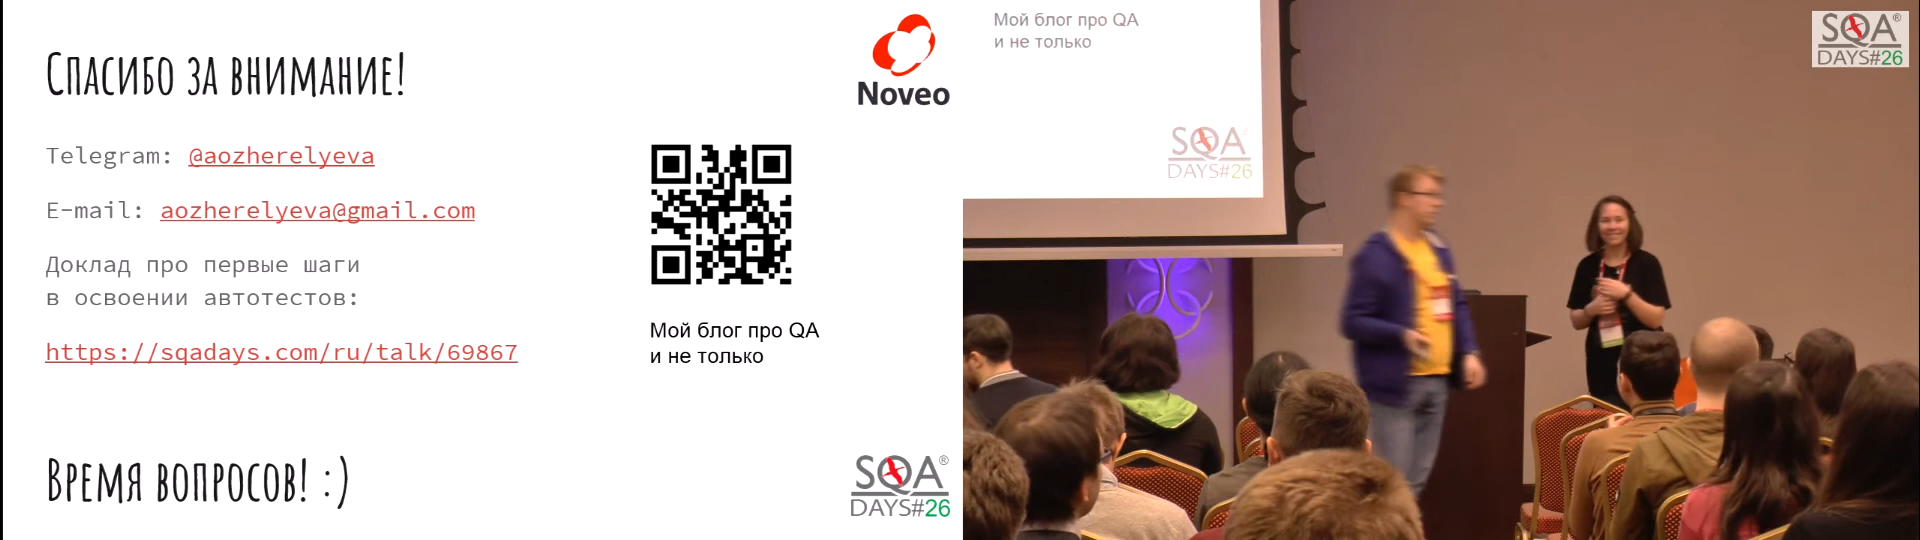 Спасибо за внимание!
Telegram: @aozherelyeva
E-mail: aozherelyeva@gmail.com
Доклад про первые шаги
в освоении автотестов:
https://sqadays.com/ru/talk/69867
Время вопросов! :)
Noveo
Мой блог про QA
и не только
SQA®
DAYS#26
Мой блог про QA
и не только
SQA
DAYS#26
SQA®
DAYS#26